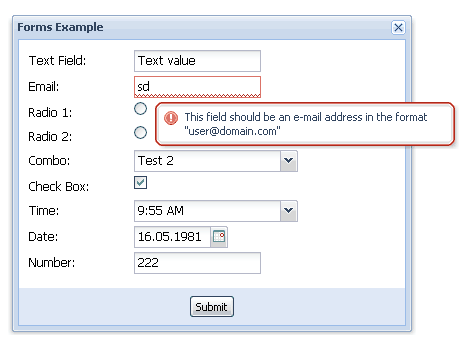 Forms Example
Text Field: Text value
Email: sd
Radio 1:
This field should be an e-mail address in the format
"user@domain.com"
Radio 2:
Combo: Test 2
Check Box:
Time: 9:55 AM
Date: 16.05.1981
Number: 222
Submit